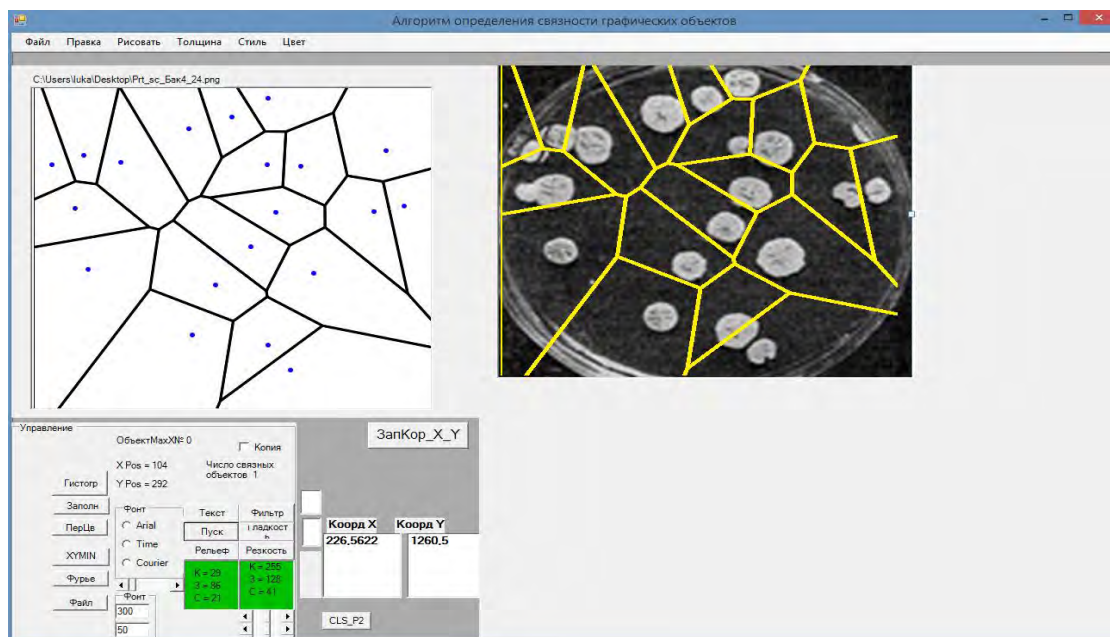 Алгоритм определения связности графических объектов
Файл Правка Рисовать Толщина Стиль Цвет
C:\Users\luka\Desktop\Prt_sc_Бак4_24.png
Управление
ОбъектMaxXN= 0
Копия
ЗапКор_X_Y
X Pos = 104
Y Pos = 292
Число связных
объектов 1
Гистогр
Заполн
ПерЦв
XYMIN
Фурье
Файл
Фонт
Arial
Time
Courier
Фонт
300
50
Текст Фильтр
Пуск
Рельеф Резкость
К = 29
З = 86
С = 21
К = 255
З = 128
С = 41
Коорд X Коорд Y
226,5622 1260,5
CLS_P2